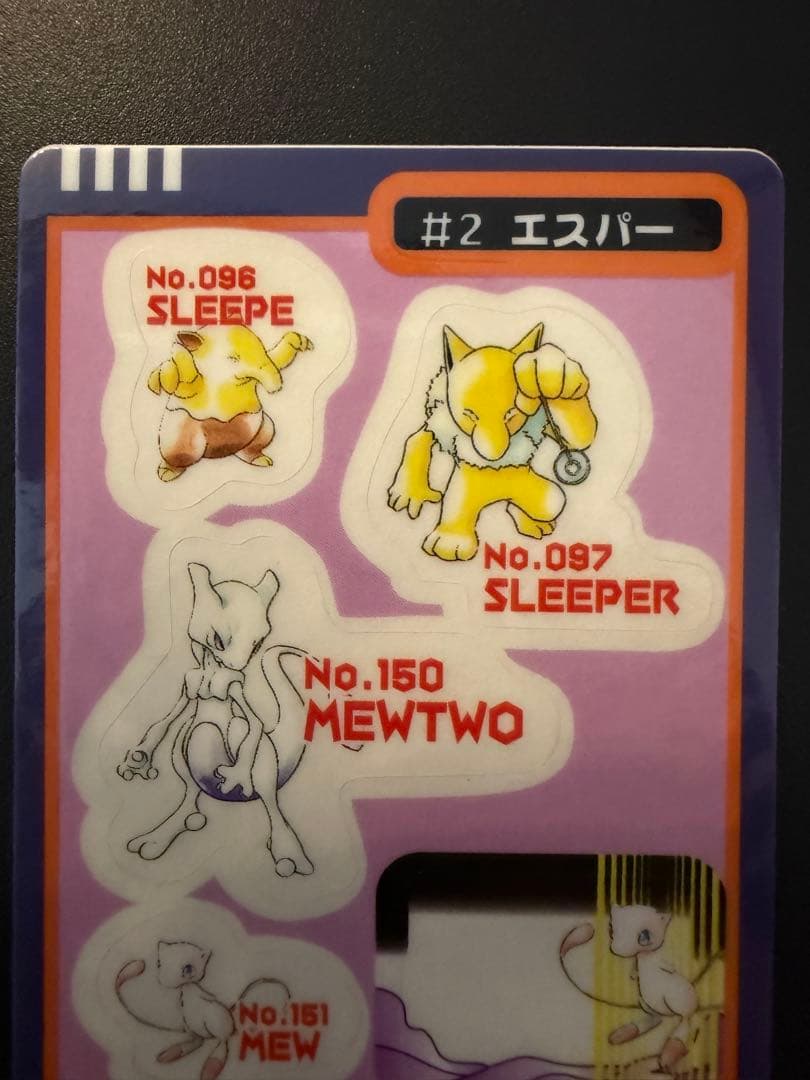 #2 エスパー
No.096
SLEEPE
No.097
SLEEPER
No.150
MEWTWO
No.151
MEW